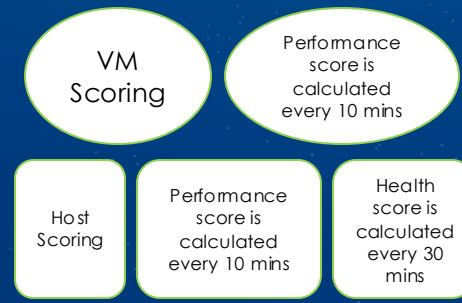 VM
Scoring
Performance
score is
calculated
every 10 mins
Host
Scoring
Performance
score is
calculated
every 10 mins
Health
score is
calculated
every 30
mins